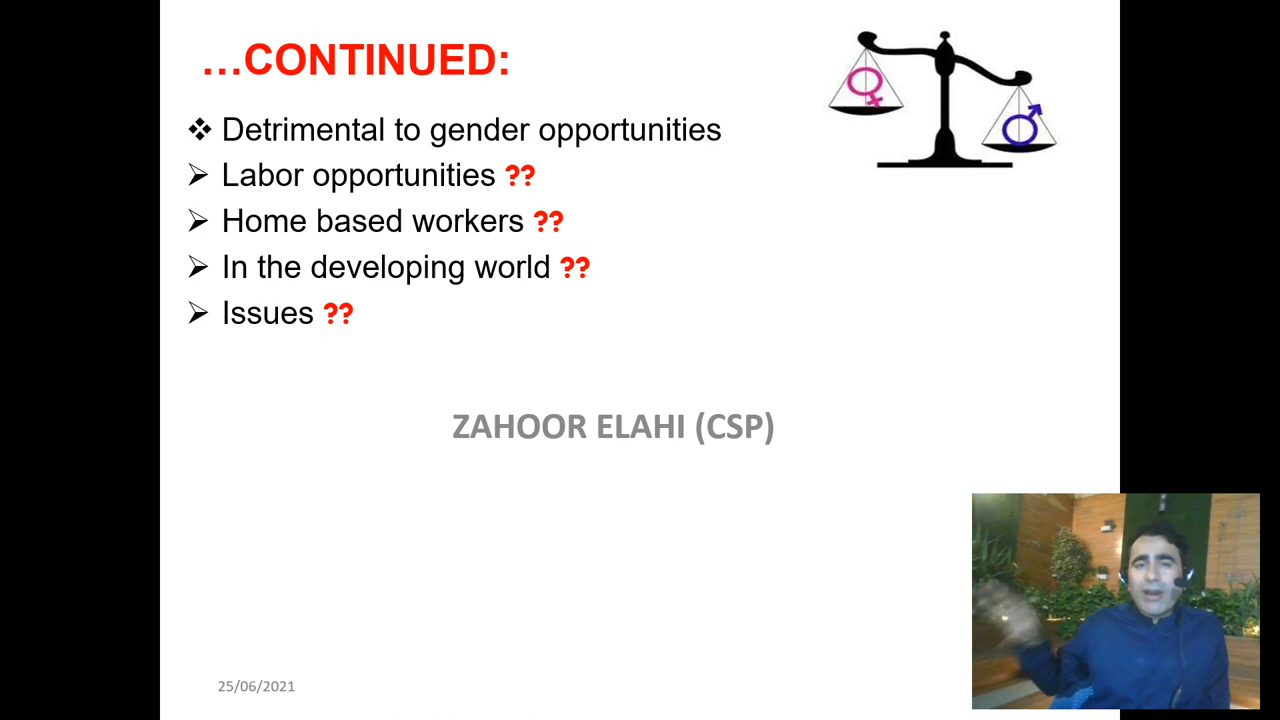 ...CONTINUED:
❖ Detrimental to gender opportunities
➢ Labor opportunities ??
➢ Home based workers ??
➢ In the developing world ??
➢ Issues ??
ZAHOOR ELAHI (CSP)
25/06/2021